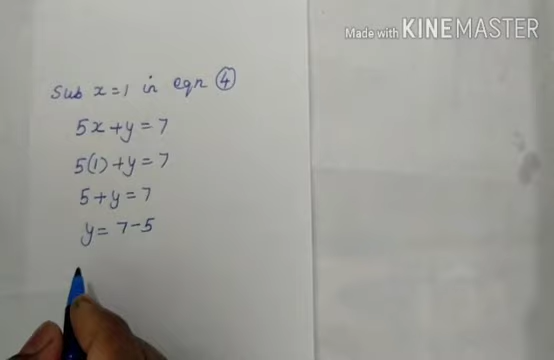 Made with KINEMASTER
Sub x = 1 in eqn ④
5x + y = 7
5(1) + y = 7
5 + y = 7
y = 7 - 5